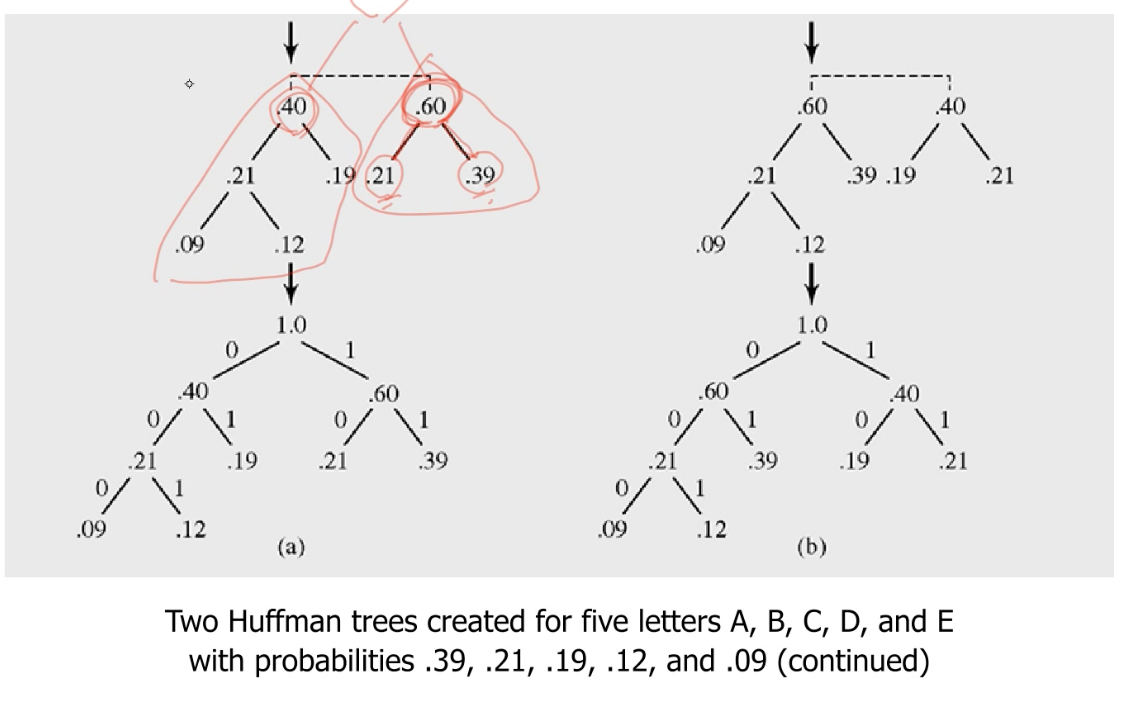 .40 .60 .60 .40
.21 .19 .21 .39 .21 .39 .19 .21
.09 .12 .09 .12
1.0 1.0
0 1 0 1
.40 .60 .60 .40
0 1 0 1 0 1 0 1
.21 .19 .21 .39 .21 .39 .19 .21
0 1 0 1
.09 .12 .09 .12
(a) (b)
Two Huffman trees created for five letters A, B, C, D, and E
with probabilities .39, .21, .19, .12, and .09 (continued)